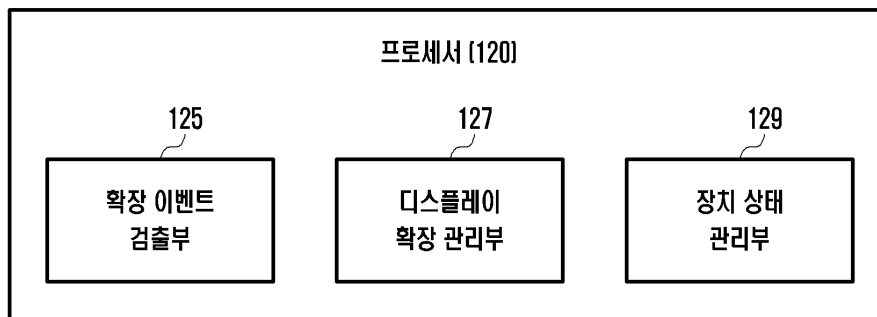 프로세서 (120)
125
127
129
확장 이벤트
검출부
디스플레이
확장 관리부
장치 상태
관리부